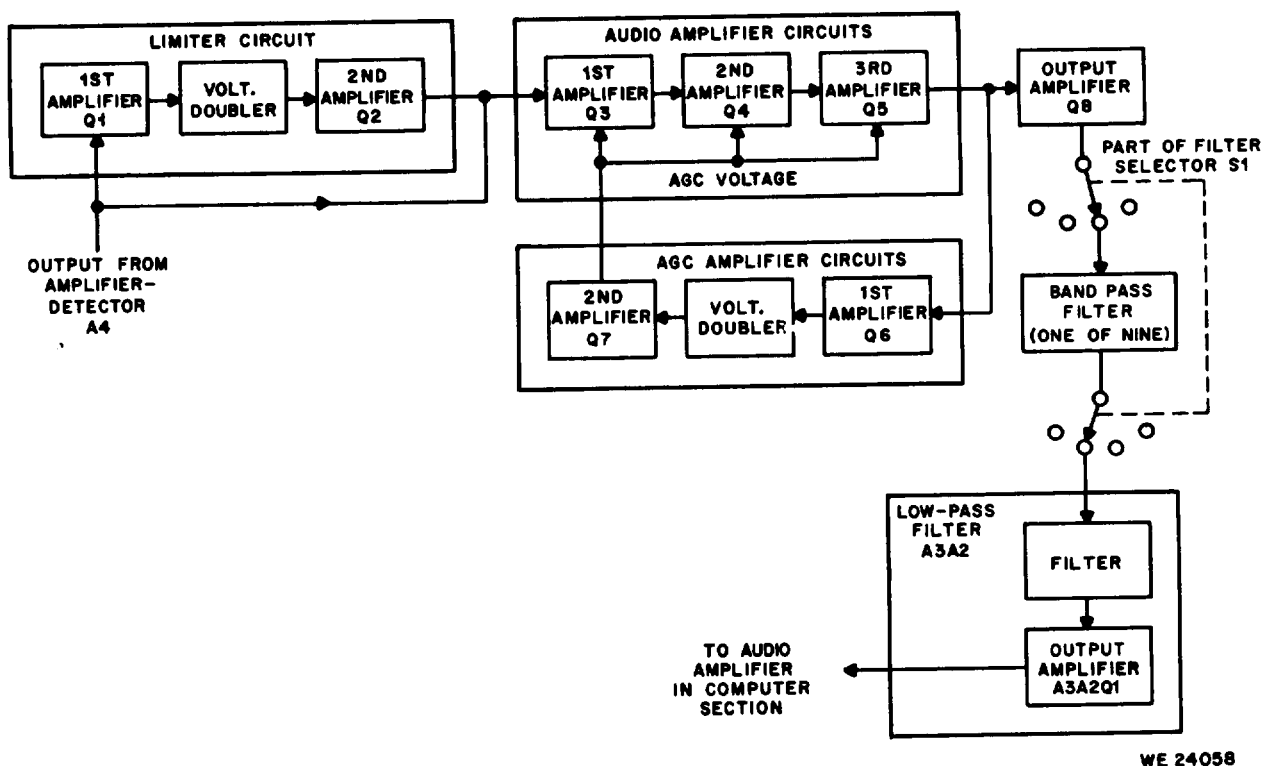 LIMITER CIRCUIT
1ST
AMPLIFIER
Q1
VOLT.
DOUBLER
2ND
AMPLIFIER
Q2
OUTPUT FROM
AMPLIFIER-
DETECTOR
A4
AUDIO AMPLIFIER CIRCUITS
1ST
AMPLIFIER
Q3
2ND
AMPLIFIER
Q4
3RD
AMPLIFIER
Q5
AGC VOLTAGE
AGC AMPLIFIER CIRCUITS
2ND
AMPLIFIER
Q7
VOLT.
DOUBLER
1ST
AMPLIFIER
Q6
OUTPUT
AMPLIFIER
Q8
PART OF FILTER
SELECTOR S1
BAND PASS
FILTER
(ONE OF NINE)
LOW-PASS
FILTER
A3A2
FILTER
OUTPUT
AMPLIFIER
A3A2Q1
TO AUDIO
AMPLIFIER
IN COMPUTER
SECTION
WE 24058